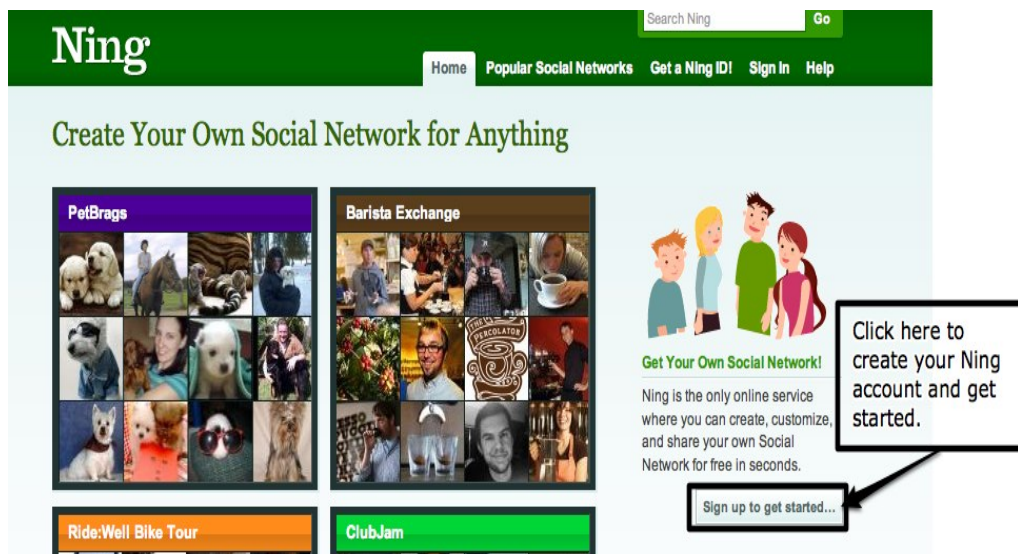 Search Ning
Go
Ning
Home
Popular Social Networks
Get a Ning ID!
Sign In
Help
Create Your Own Social Network for Anything
PetBrags
Barista Exchange
THE PERCOLATOR
Get Your Own Social Network!
Ning is the only online service
where you can create, customize,
and share your own Social
Network for free in seconds.
Sign up to get started...
Click here to
create your Ning
account and get
started.
Ride:Well Bike Tour
ClubJam